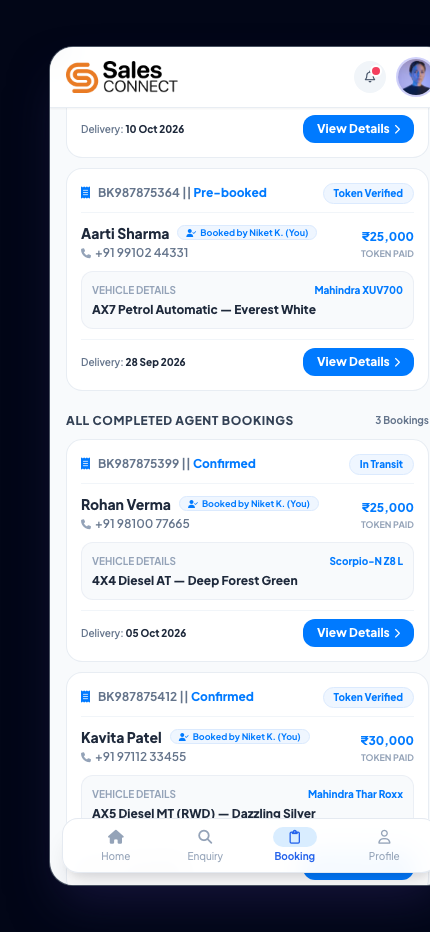 Sales
CONNECT
Delivery: 10 Oct 2026
View Details
BK987875364 || Pre-booked
Token Verified
Aarti Sharma
Booked by Niket K. (You)
₹25,000
+91 99102 44331
TOKEN PAID
VEHICLE DETAILS
Mahindra XUV700
AX7 Petrol Automatic — Everest White
Delivery: 28 Sep 2026
View Details
ALL COMPLETED AGENT BOOKINGS
3 Bookings
BK987875399 || Confirmed
In Transit
Rohan Verma
Booked by Niket K. (You)
₹25,000
+91 98100 77665
TOKEN PAID
VEHICLE DETAILS
Scorpio-N Z8 L
4X4 Diesel AT — Deep Forest Green
Delivery: 05 Oct 2026
View Details
BK987875412 || Confirmed
Token Verified
Kavita Patel
Booked by Niket K. (You)
₹30,000
+91 97112 33455
TOKEN PAID
VEHICLE DETAILS
Mahindra Thar Roxx
AX5 Diesel MT (RWD) — Dazzling Silver
Home
Enquiry
Booking
Profile